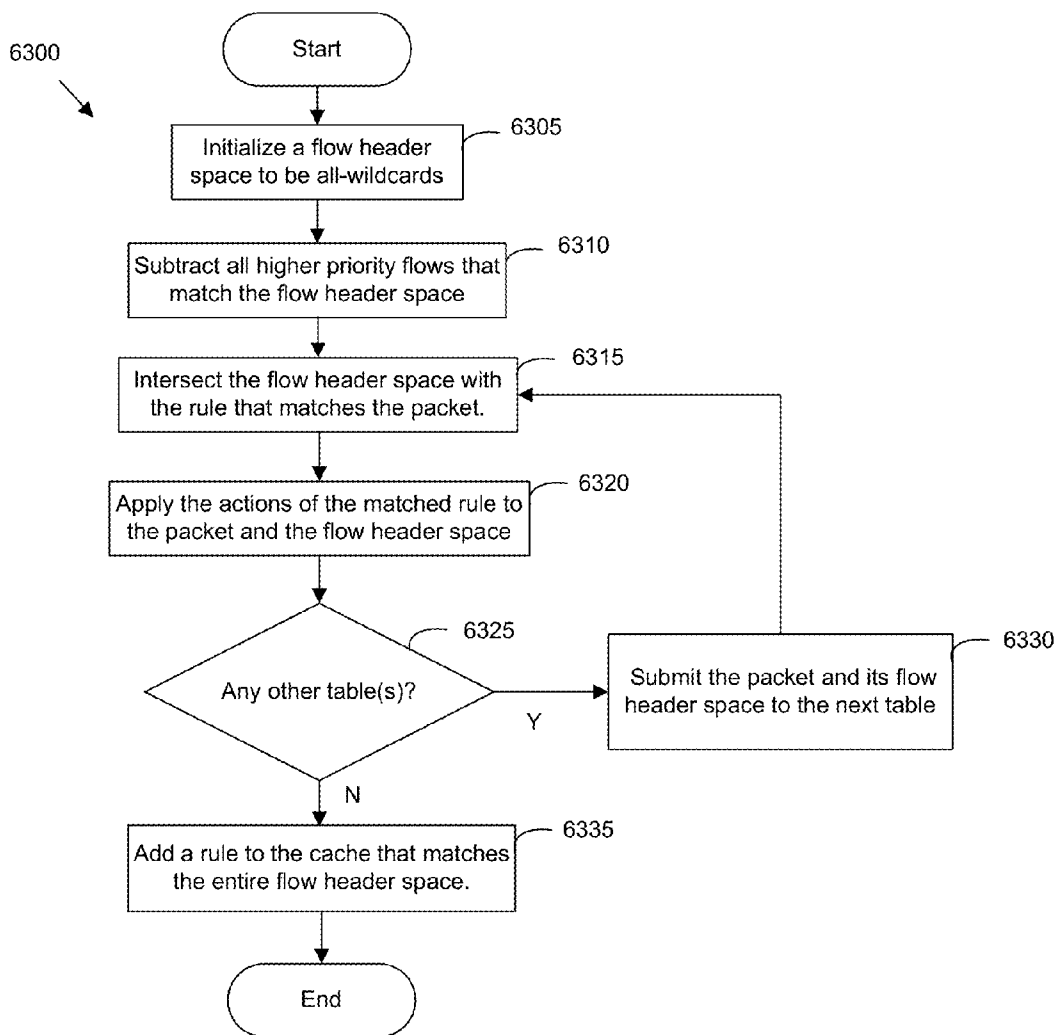 6300
Start
6305
Initialize a flow header
space to be all-wildcards
6310
Subtract all higher priority flows that
match the flow header space
6315
Intersect the flow header space with
the rule that matches the packet.
6320
Apply the actions of the matched rule to
the packet and the flow header space
6325
Any other table(s)?
Y
6330
Submit the packet and its flow
header space to the next table
N
6335
Add a rule to the cache that matches
the entire flow header space.
End